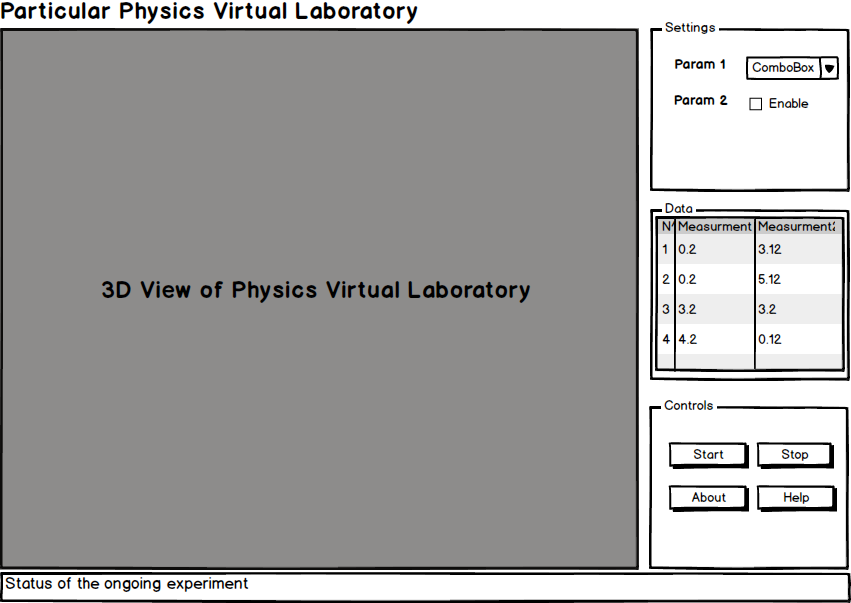 Particular Physics Virtual Laboratory
3D View of Physics Virtual Laboratory
Settings
Param 1 ComboBox
Param 2 Enable
Data
N Measurment Measurment
1 0.2 3.12
2 0.2 5.12
3 3.2 3.2
4 4.2 0.12
Controls
Start Stop
About Help
Status of the ongoing experiment